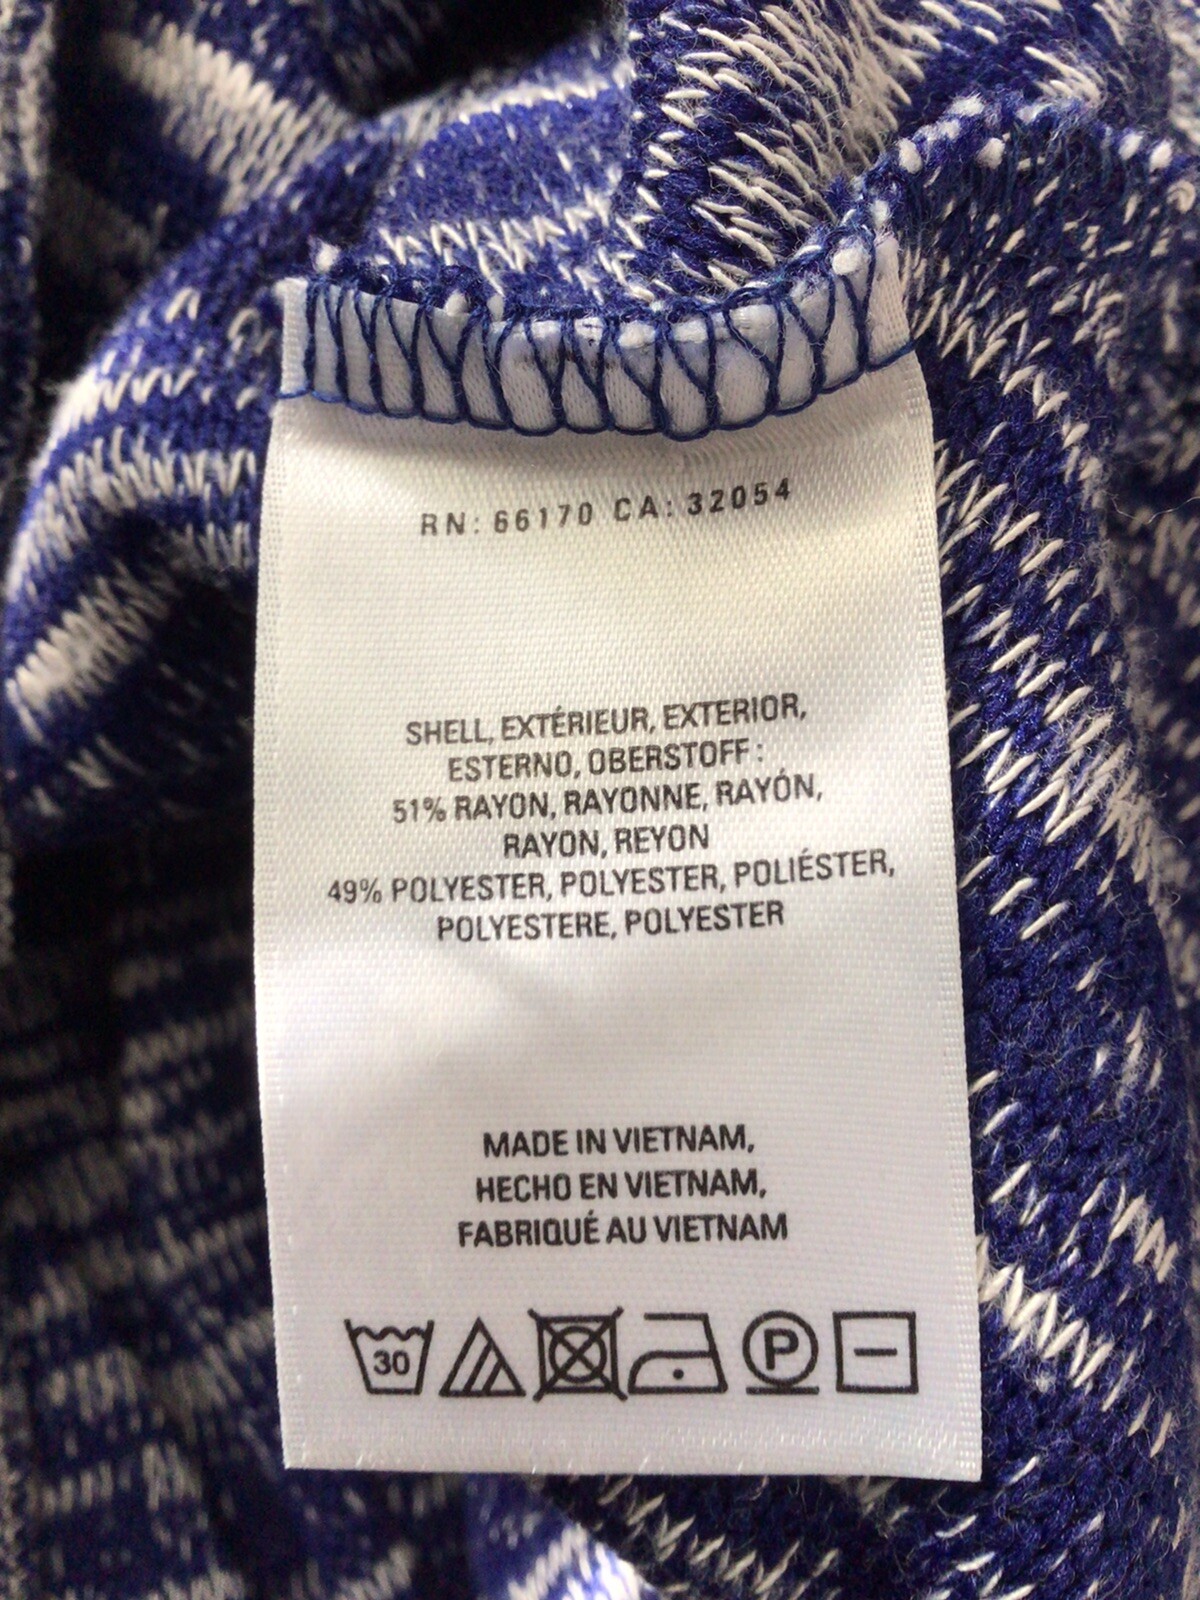 RN: 66170 CA: 32054
SHELL, EXTÉRIEUR, EXTERIOR,
ESTERNO, OBERSTOFF :
51% RAYON, RAYONNE, RAYÓN,
RAYON, REYON
49% POLYESTER, POLYESTER, POLIÉSTER,
POLYESTERE, POLYESTER
MADE IN VIETNAM,
HECHO EN VIETNAM,
FABRIQUÉ AU VIETNAM
30 P